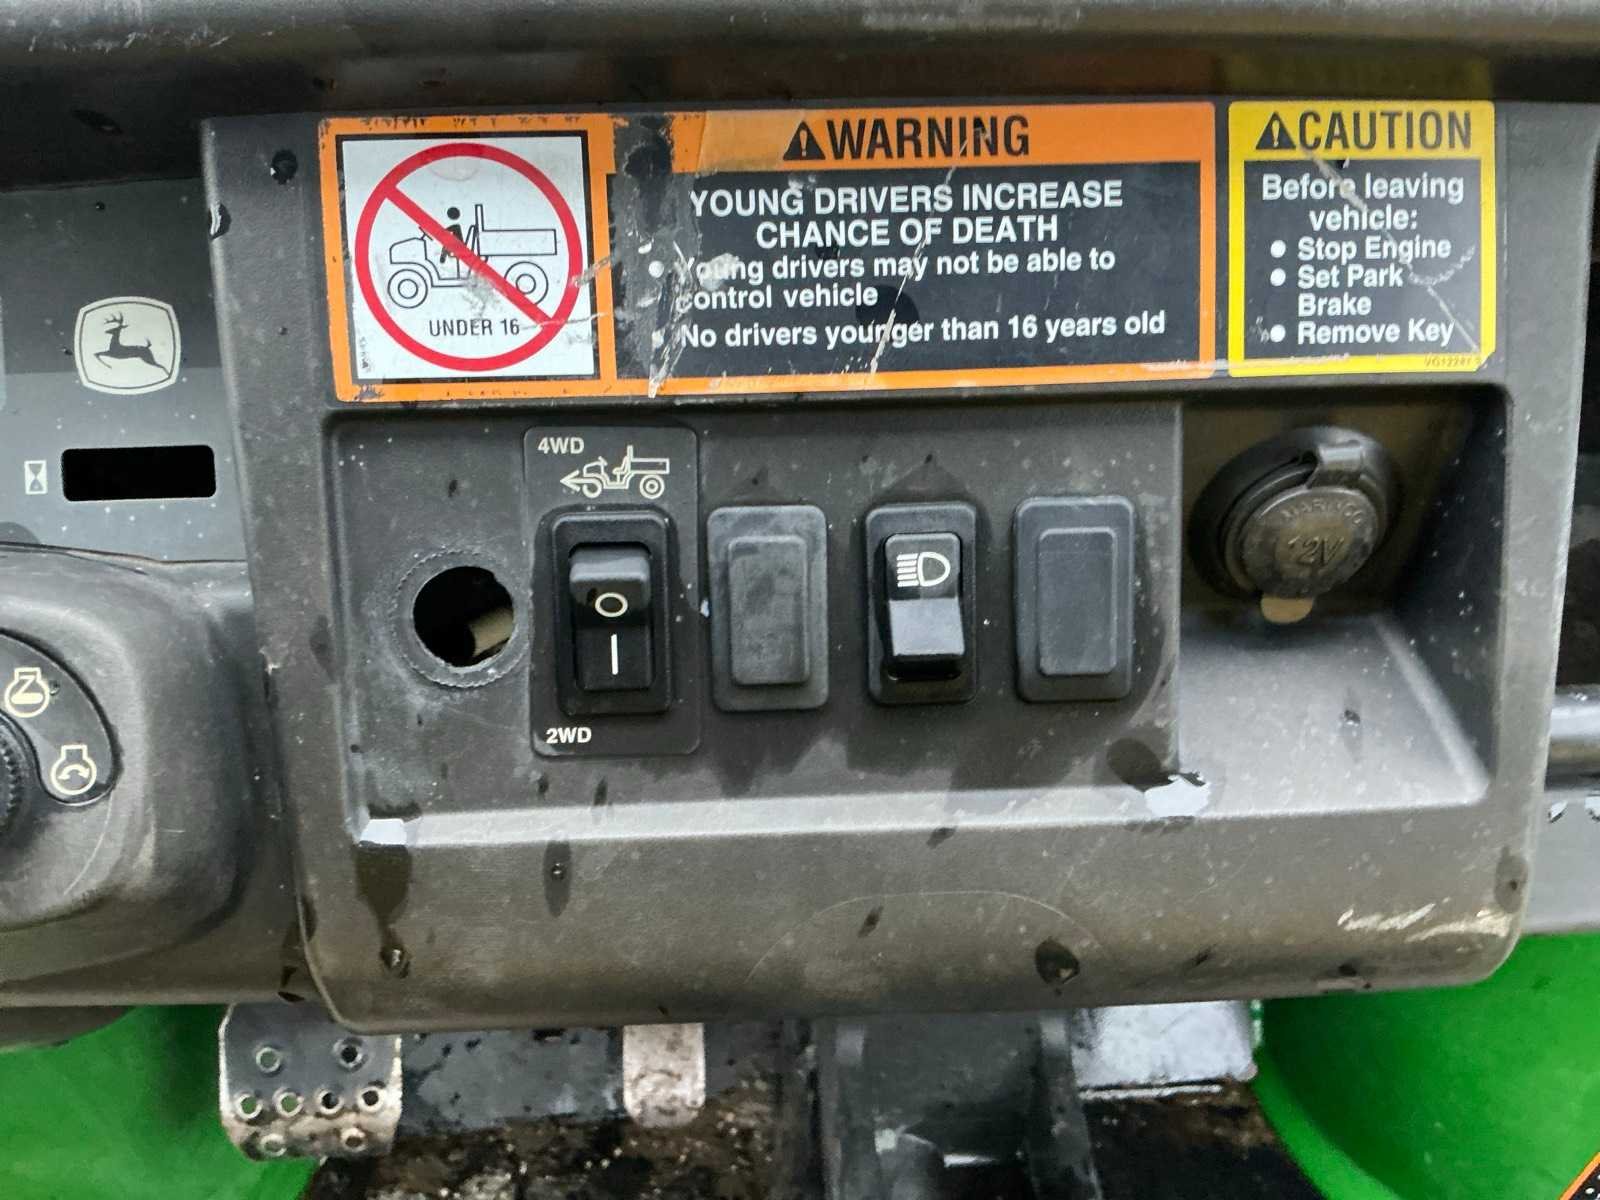 WARNING
YOUNG DRIVERS INCREASE
CHANCE OF DEATH
• Young drivers may not be able to
control vehicle
• No drivers younger than 16 years old
UNDER 16
CAUTION
Before leaving
vehicle:
• Stop Engine
• Set Park
Brake
• Remove Key
4WD
O
I
2WD
MARINCO
12V